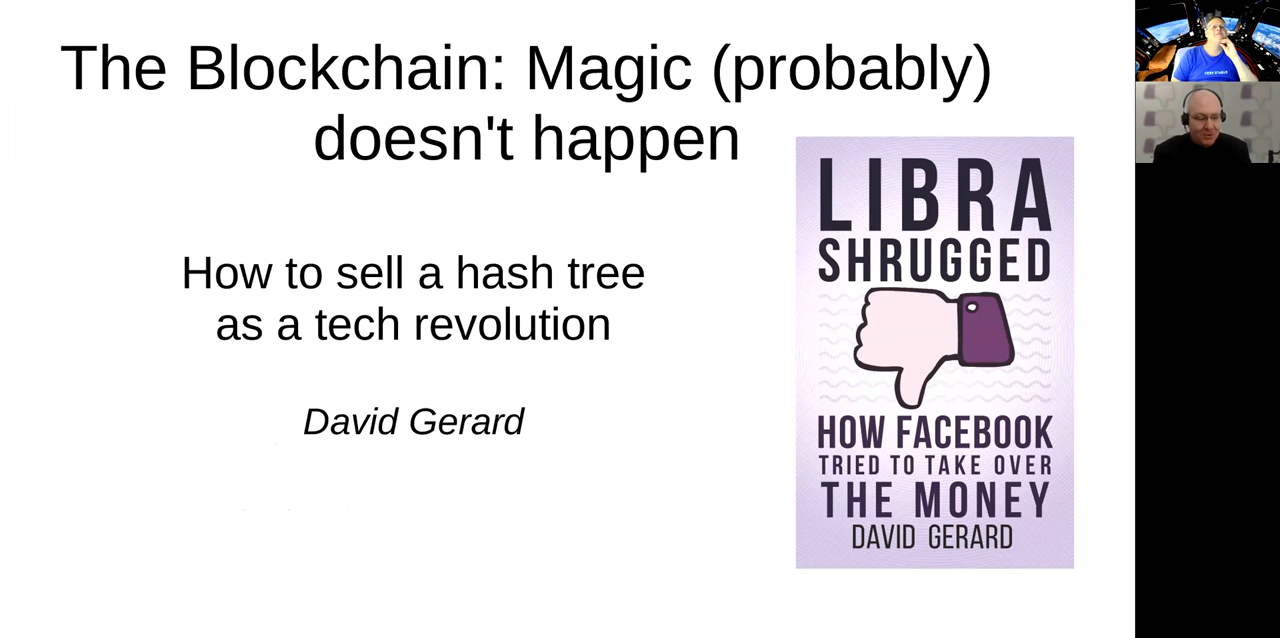 The Blockchain: Magic (probably)
doesn't happen
How to sell a hash tree
as a tech revolution
David Gerard
LIBRA
SHRUGGED
HOW FACEBOOK
TRIED TO TAKE OVER
THE MONEY
DAVID GERARD